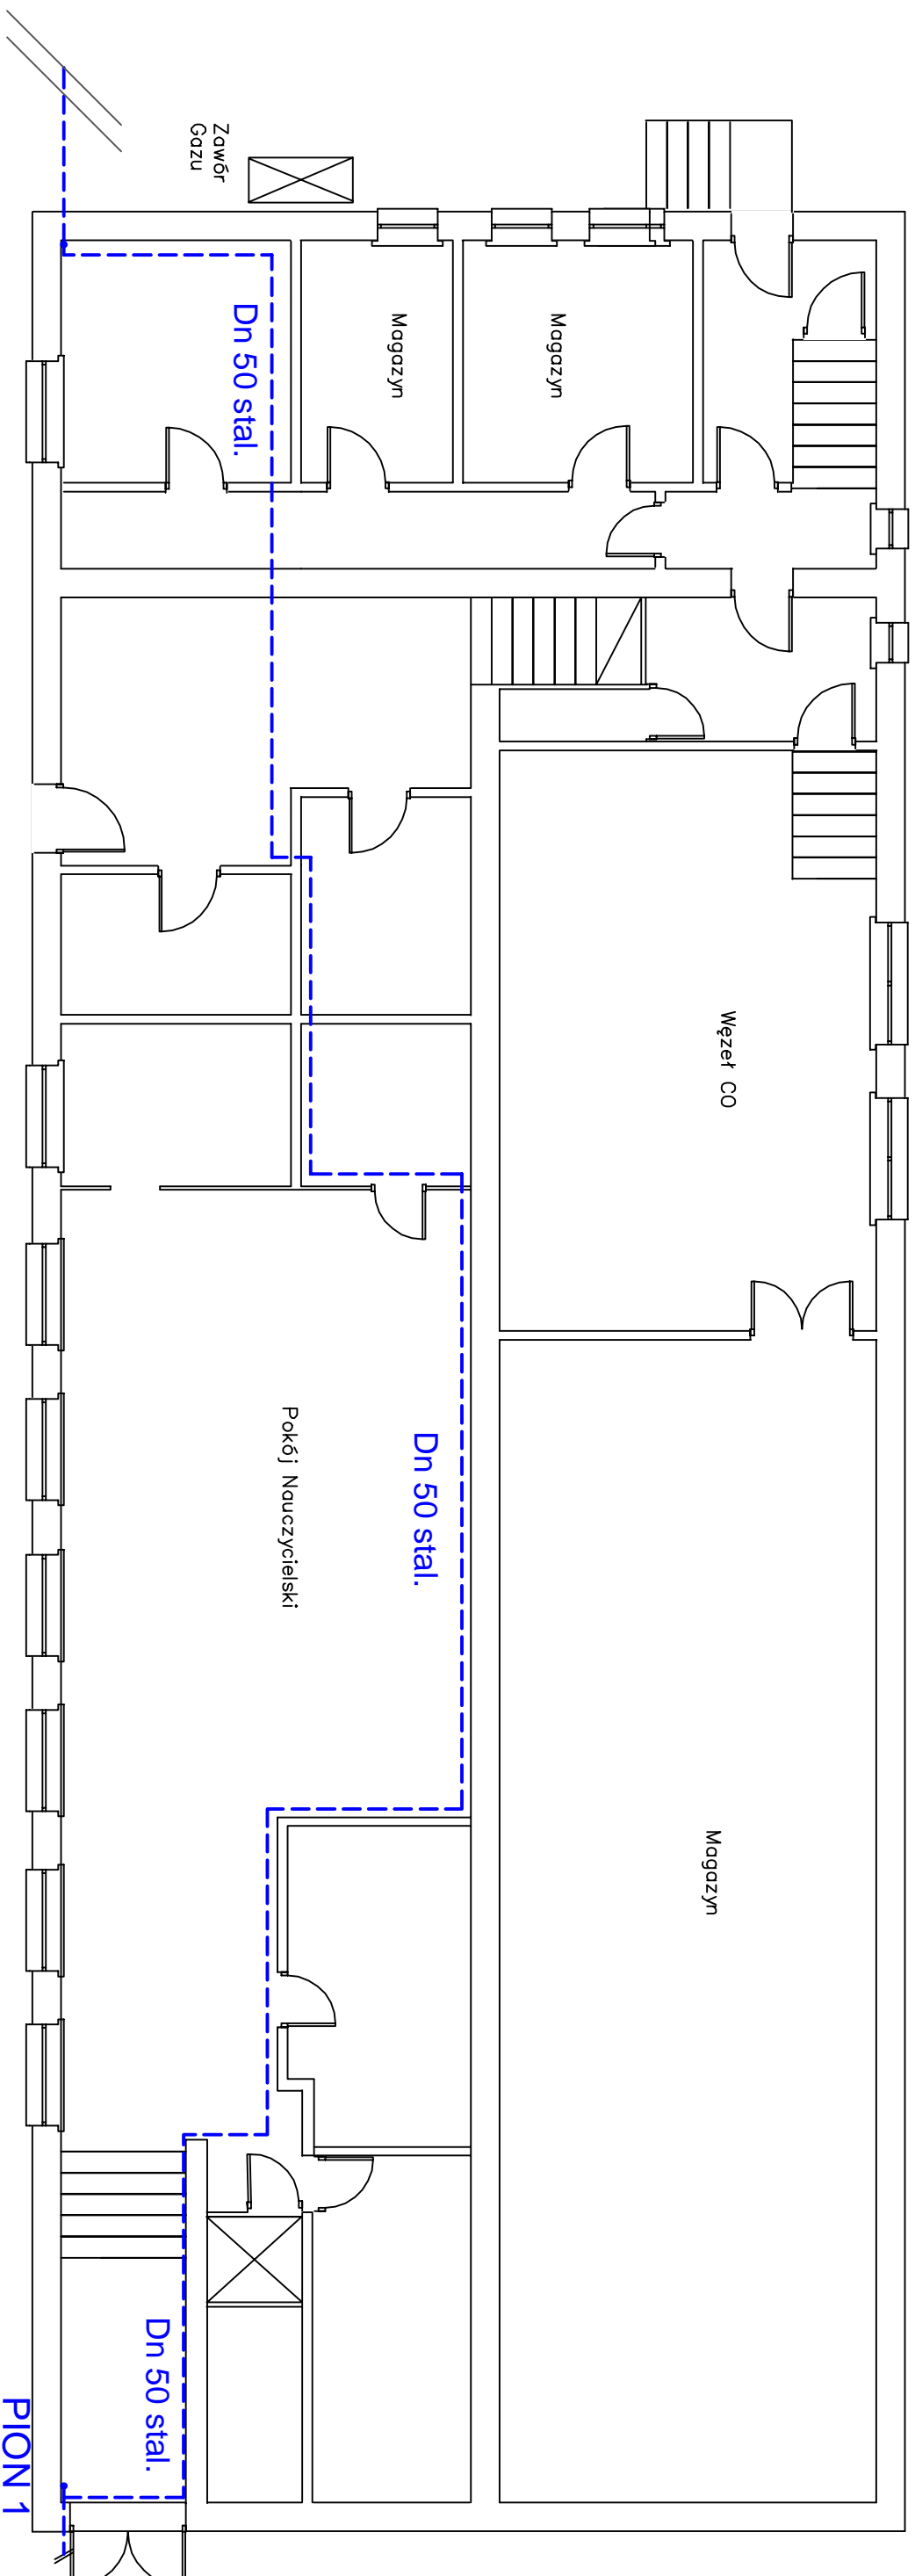 Zawór
Gazu
Dn 50 stal.
Magazyn
Magazyn
Węzeł CO
Pokój Nauczycielski
Dn 50 stal.
Magazyn
Dn 50 stal.
PION 1